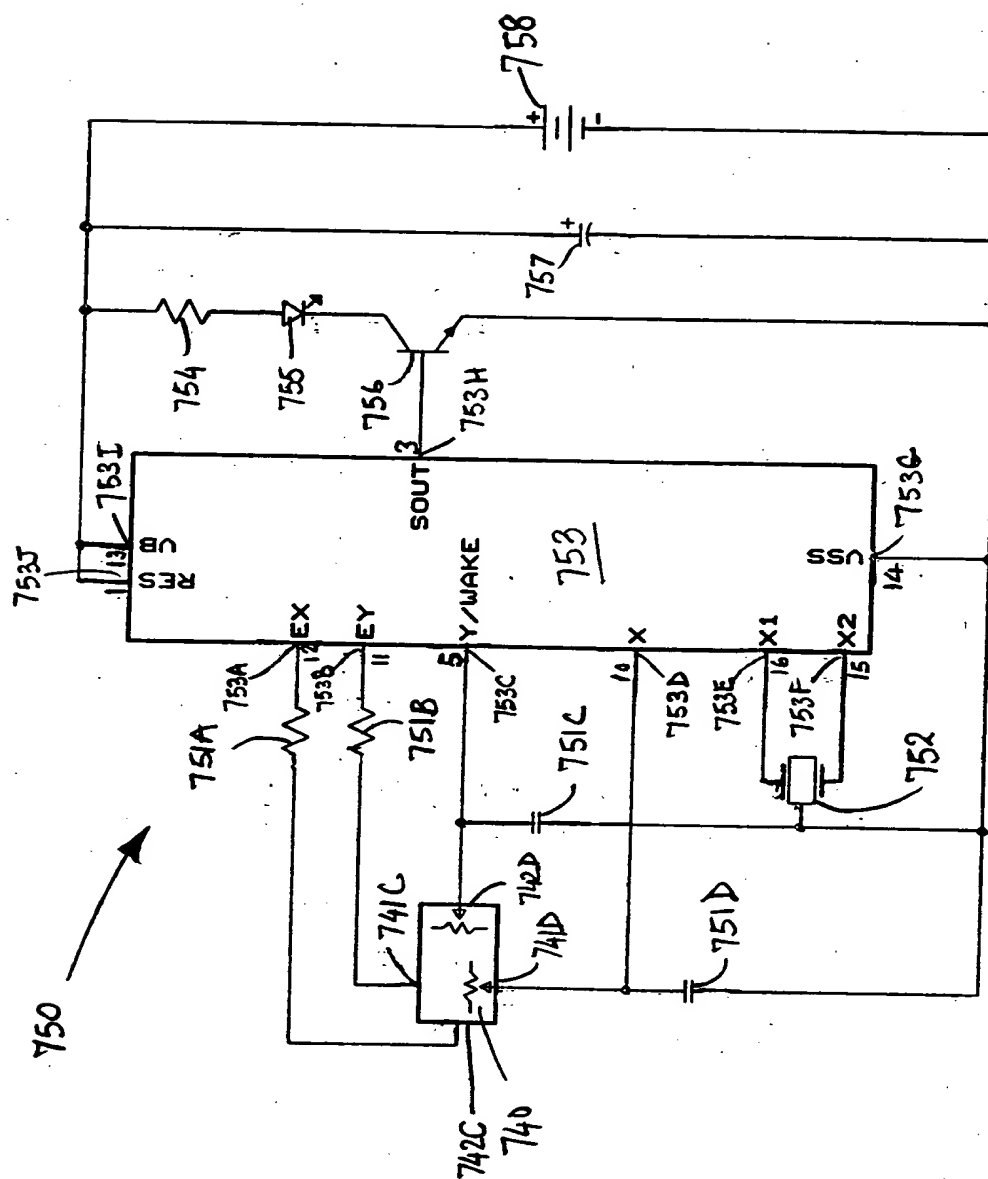 750
758
757
754
755
756
753H
3
SOUT
753J
753I
1
13
RES
VB
753
753A
EX
12
753B
EY
11
Y/WAKE
5
753C
X
10
753D
X1
16
753E
X2
15
753F
VSS
14
753G
751A
751B
751C
751D
752
741C
742D
741D
742C
740
+
-
+